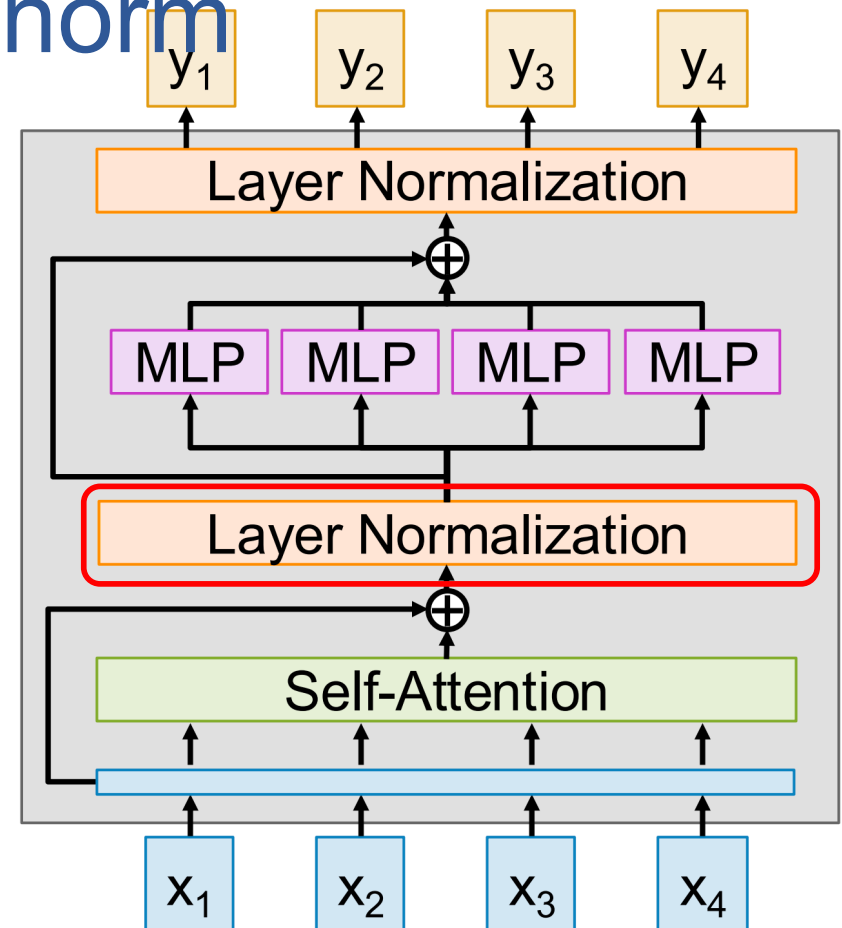 norm
y₁ y₂ y₃ y₄
Layer Normalization
MLP MLP MLP MLP
Layer Normalization
Self-Attention
x₁ x₂ x₃ x₄